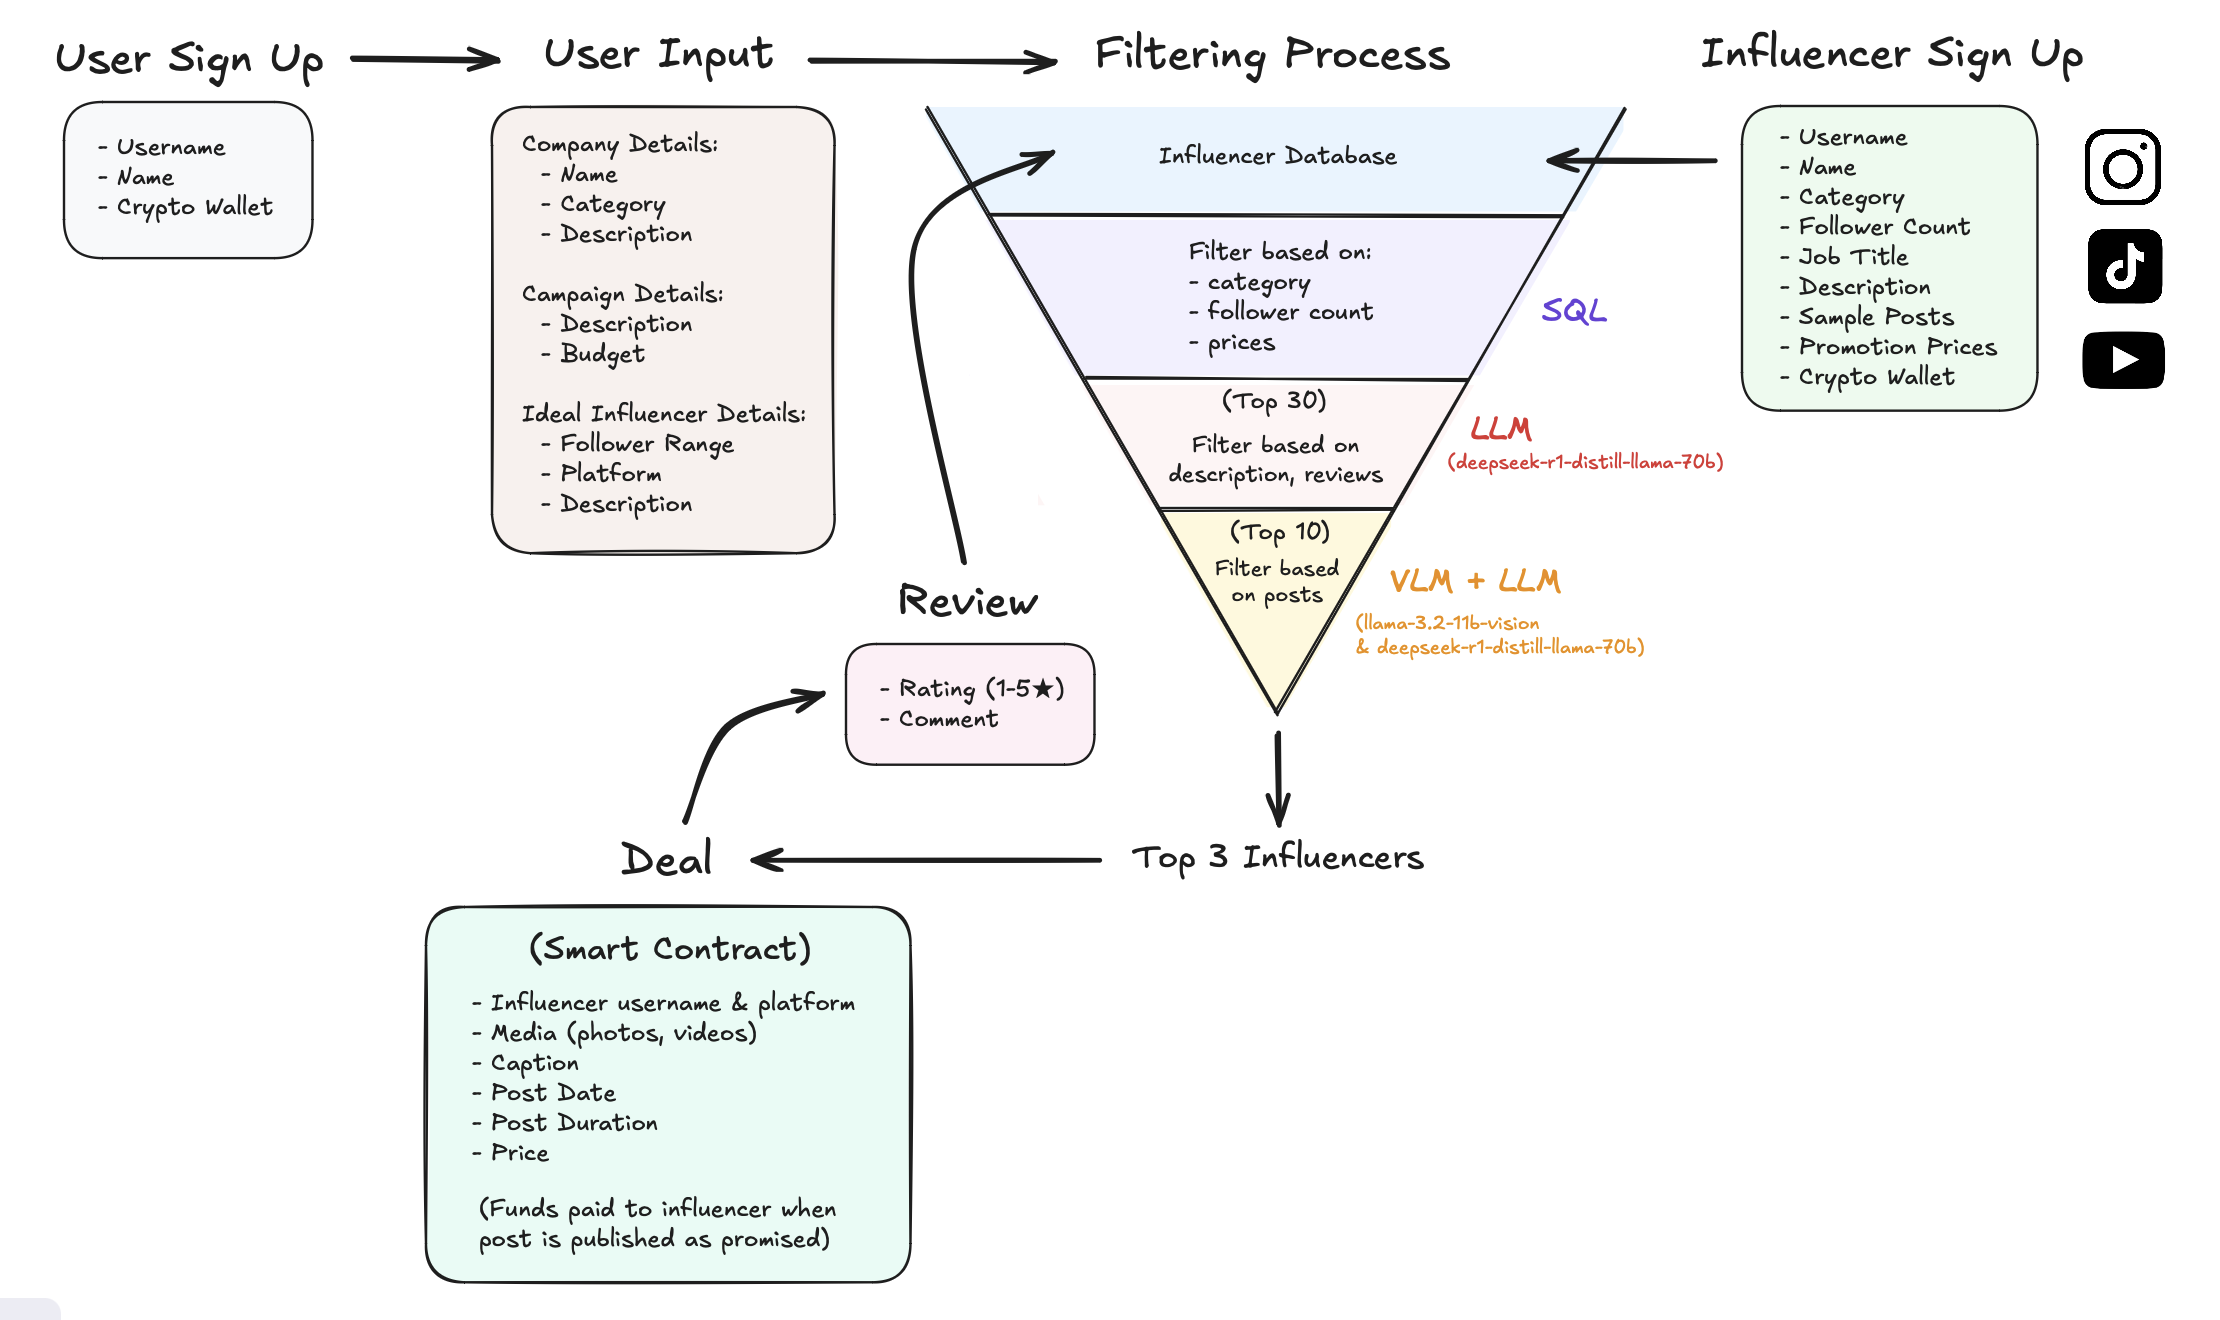 User Sign Up
- Username
- Name
- Crypto Wallet
User Input
Company Details:
- Name
- Category
- Description
Campaign Details:
- Description
- Budget
Ideal Influencer Details:
- Follower Range
- Platform
- Description
Filtering Process
Influencer Database
Filter based on:
- category
- follower count
- prices
SQL
(Top 30)
Filter based on
description, reviews
LLM
(deepseek-r1-distill-llama-70b)
(Top 10)
Filter based
on posts
VLM + LLM
(llama-3.2-11b-vision
& deepseek-r1-distill-llama-70b)
Influencer Sign Up
- Username
- Name
- Category
- Follower Count
- Job Title
- Description
- Sample Posts
- Promotion Prices
- Crypto Wallet
Top 3 Influencers
Deal
(Smart Contract)
- Influencer username & platform
- Media (photos, videos)
- Caption
- Post Date
- Post Duration
- Price
(Funds paid to influencer when
post is published as promised)
Review
- Rating (1-5★)
- Comment